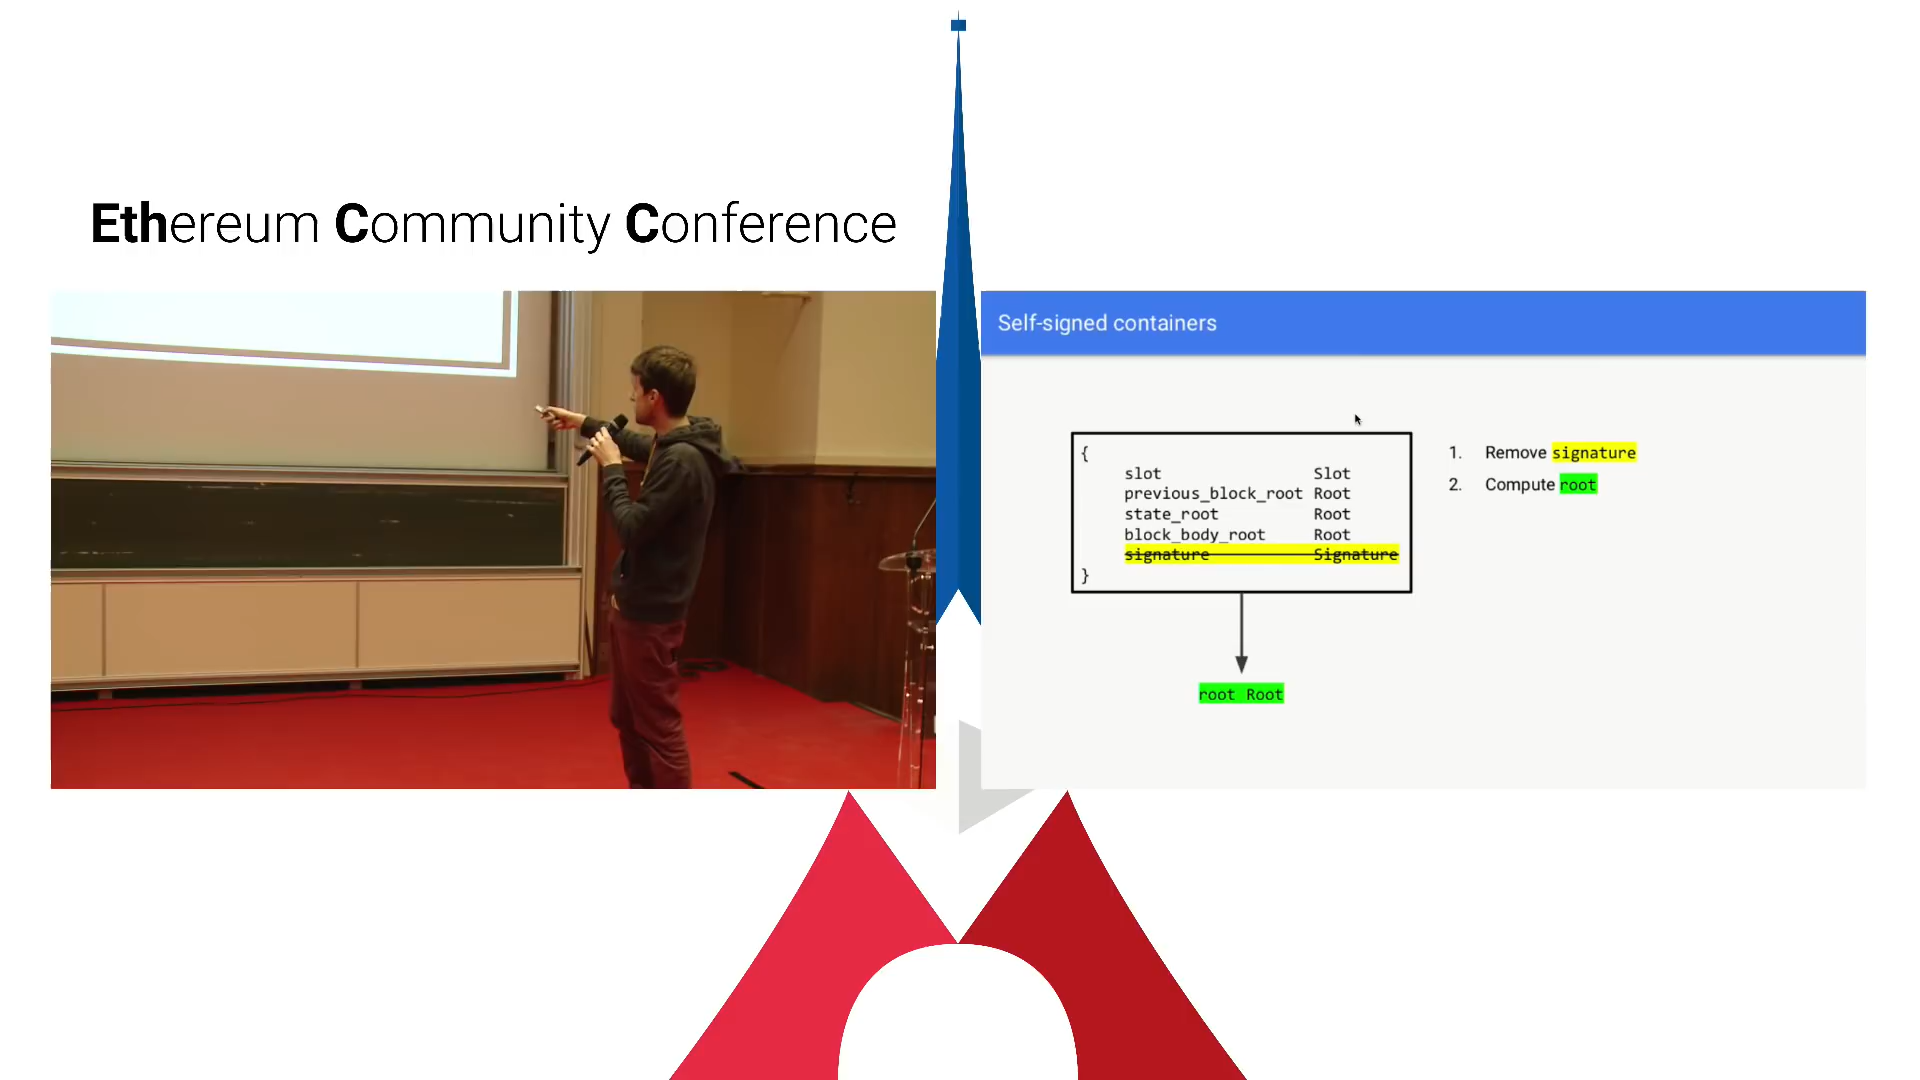 Ethereum Community Conference
Self-signed containers
{
slot Slot
previous_block_root Root
state_root Root
block_body_root Root
signature Signature
}
root Root
1. Remove signature
2. Compute root